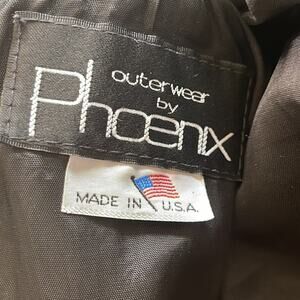 outerwear
by
Phoenix
MADE IN U.S.A.